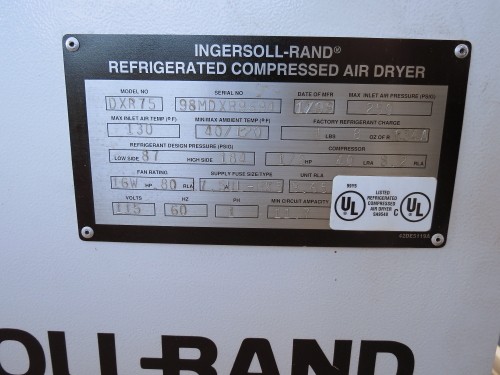 INGERSOLL-RAND®
REFRIGERATED COMPRESSED AIR DRYER
MODEL NO SERIAL NO DATE OF MFR MAX INLET AIR PRESSURE (PSIG)
DXR75
MAX INLET AIR TEMP (°F) MIN/MAX AMBIENT TEMP (°F) FACTORY REFRIGERANT CHARGE
130 40/120 LBS OZ OF R
REFRIGERANT DESIGN PRESSURE (PSIG) COMPRESSOR
LOW SIDE 87 HIGH SIDE HP LRA RLA
FAN RATING SUPPLY FUSE SIZE-TYPE UNIT RLA
16W HP .80 RLA
VOLTS HZ PH MIN CIRCUIT AMPACITY
115 60 1
UL
LISTED
REFRIGERATED
COMPRESSED
AIR DRYER
C UL
OLL-RAND